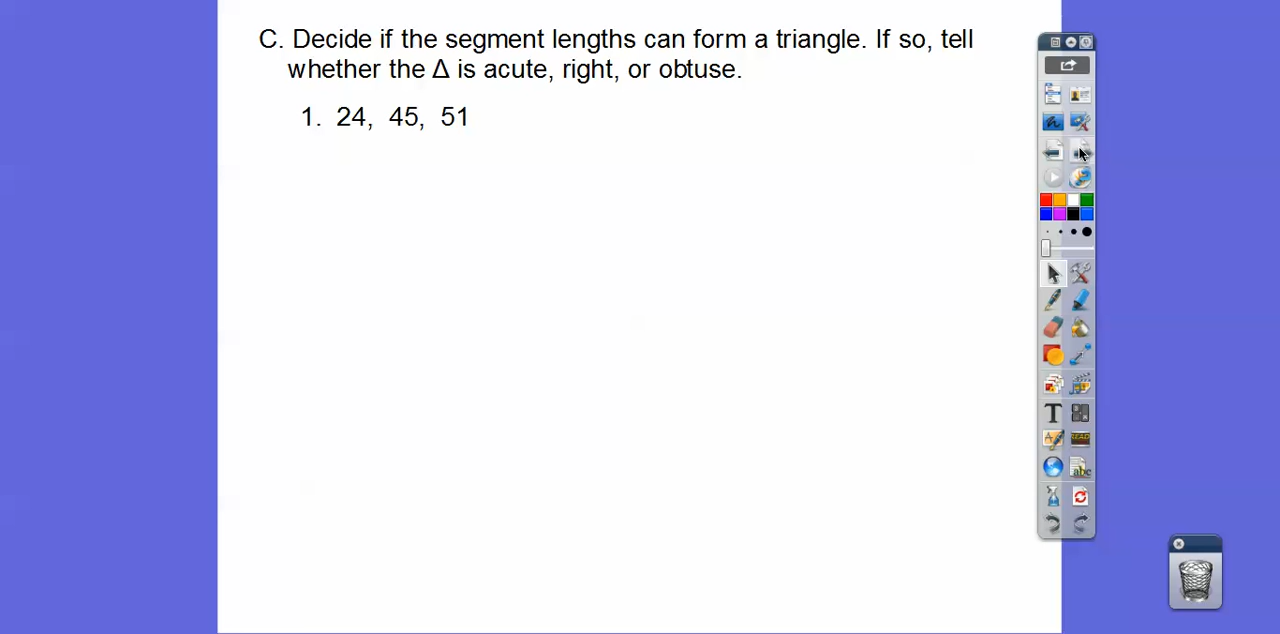 C. Decide if the segment lengths can form a triangle. If so, tell
whether the Δ is acute, right, or obtuse.
1. 24, 45, 51